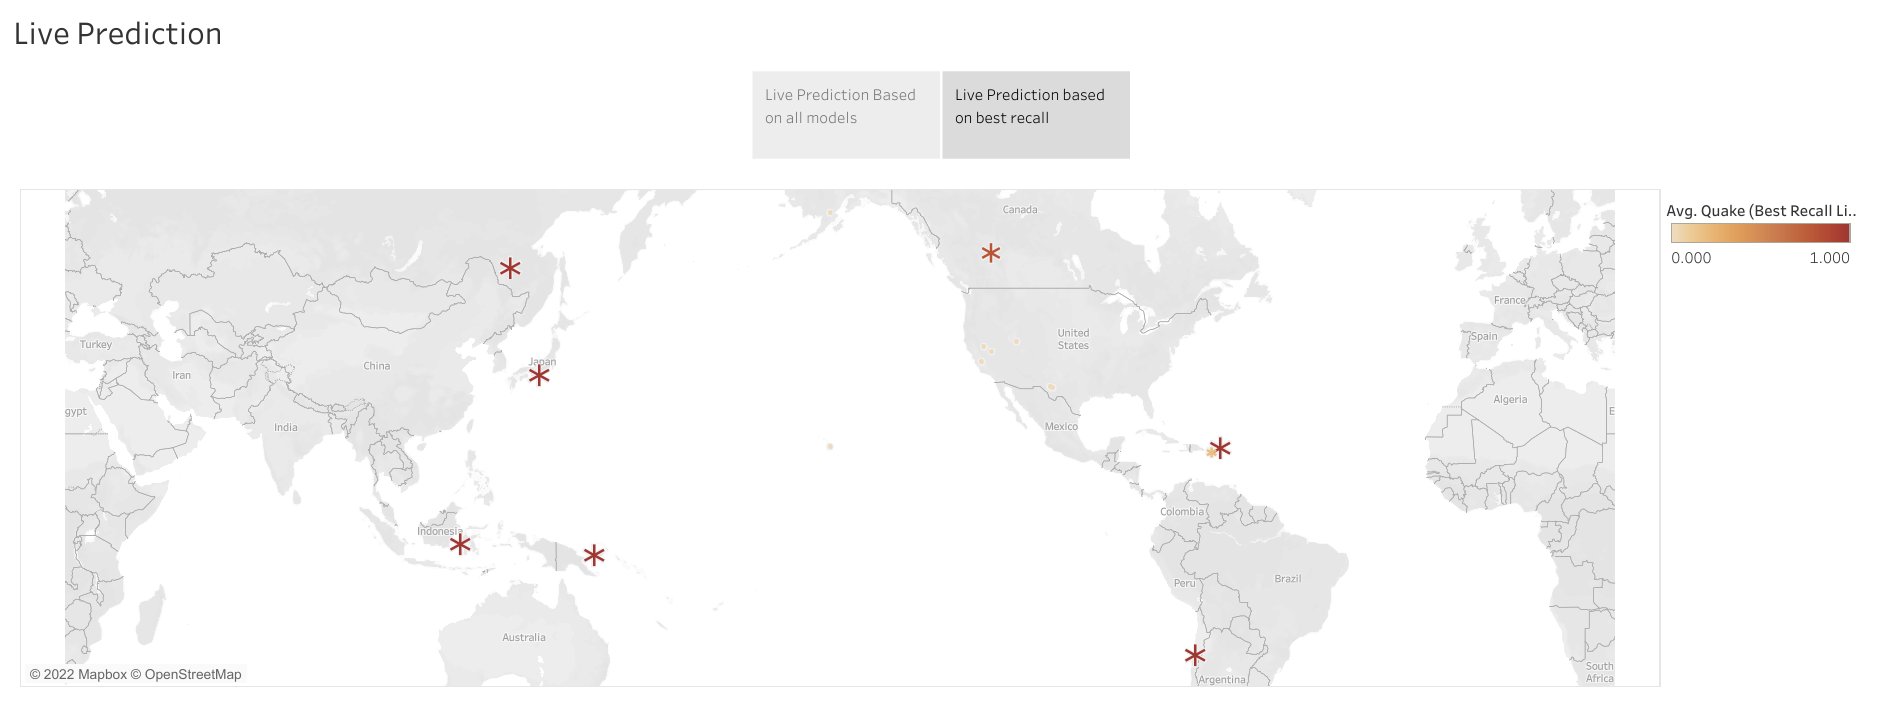 Live Prediction
Live Prediction Based
on all models
Live Prediction based
on best recall
Avg. Quake (Best Recall Li..
0.000
1.000
Canada
France
Spain
Turkey
Iran
China
Japan
United
States
Algeria
E
gypt
India
Mexico
Colombia
Indonesia
Peru
Brazil
Australia
South
Africa
Argentina
© 2022 Mapbox © OpenStreetMap